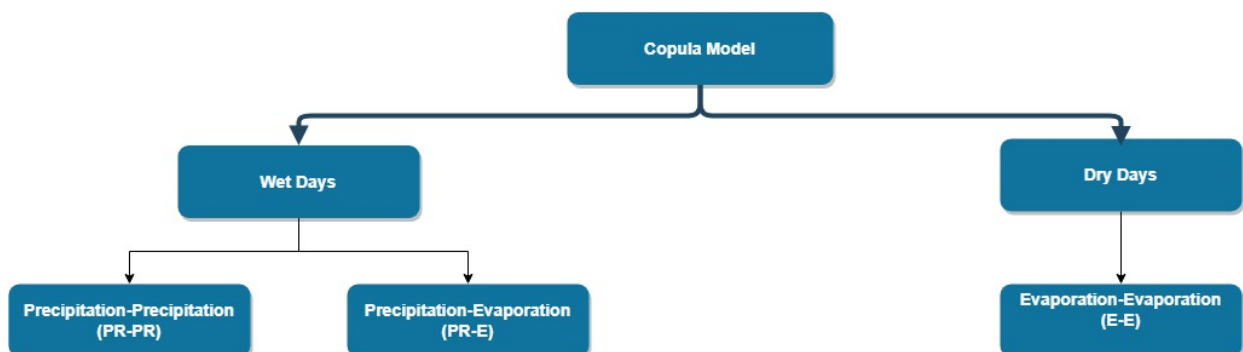 Copula Model
Wet Days
Dry Days
Precipitation-Precipitation
(PR-PR)
Precipitation-Evaporation
(PR-E)
Evaporation-Evaporation
(E-E)